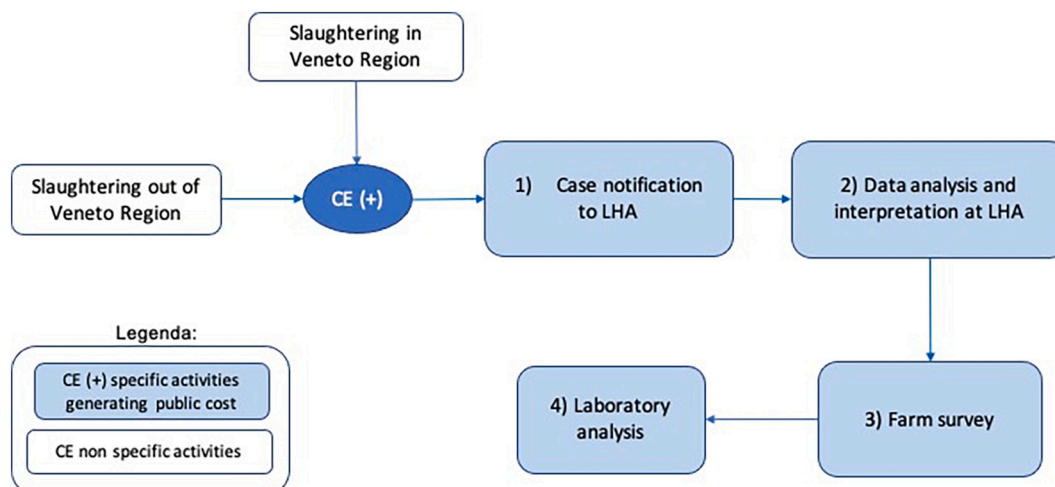 Slaughtering in
Veneto Region
Slaughtering out of
Veneto Region
CE (+)
1) Case notification
to LHA
2) Data analysis and
interpretation at LHA
Legenda:
CE (+) specific activities
generating public cost
CE non specific activities
4) Laboratory
analysis
3) Farm survey